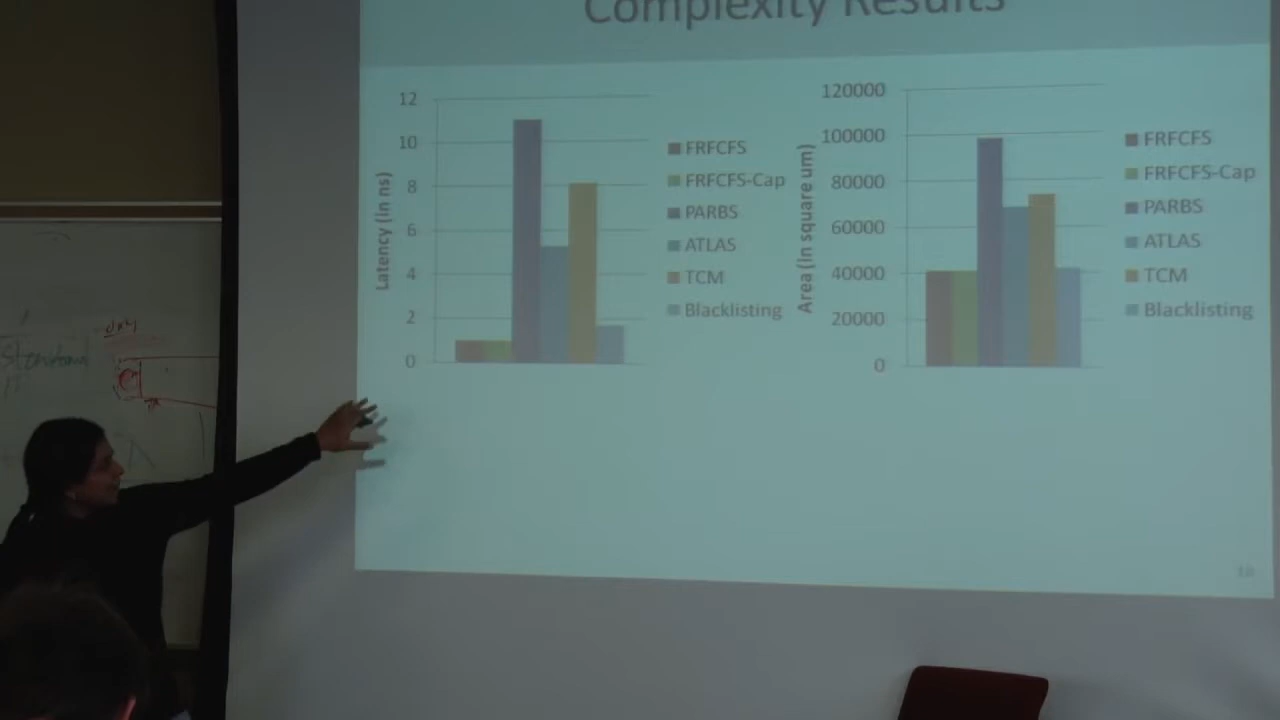 Complexity Results
12
10
8
6
4
2
0
Latency (in ns)
FRFCFS
FRFCFS-Cap
PARBS
ATLAS
TCM
Blacklisting
120000
100000
80000
60000
40000
20000
0
Area (in square um)
FRFCFS
FRFCFS-Cap
PARBS
ATLAS
TCM
Blacklisting